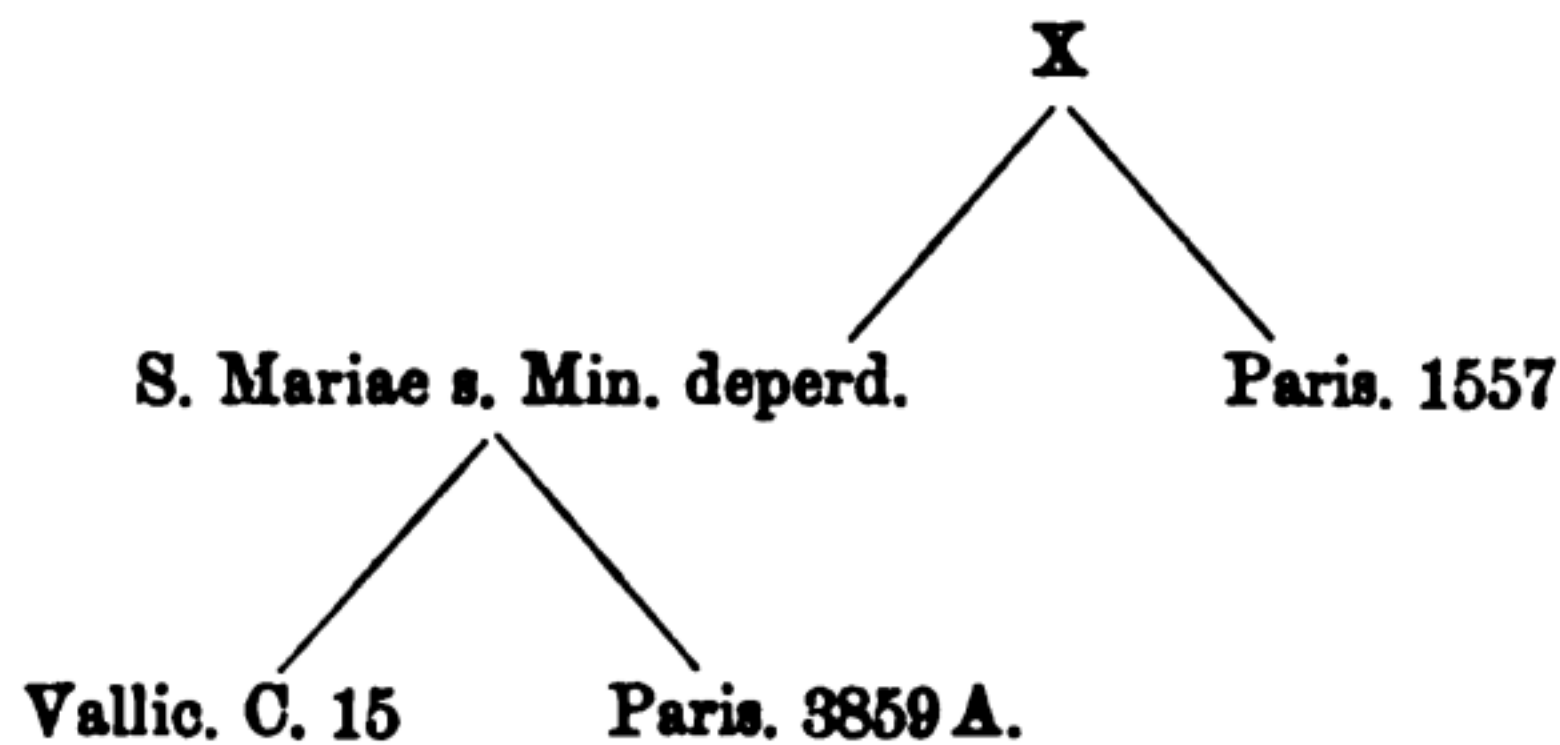 X
S. Mariae s. Min. deperd. Paris. 1557
Vallic. C. 15 Paris. 3859 A.